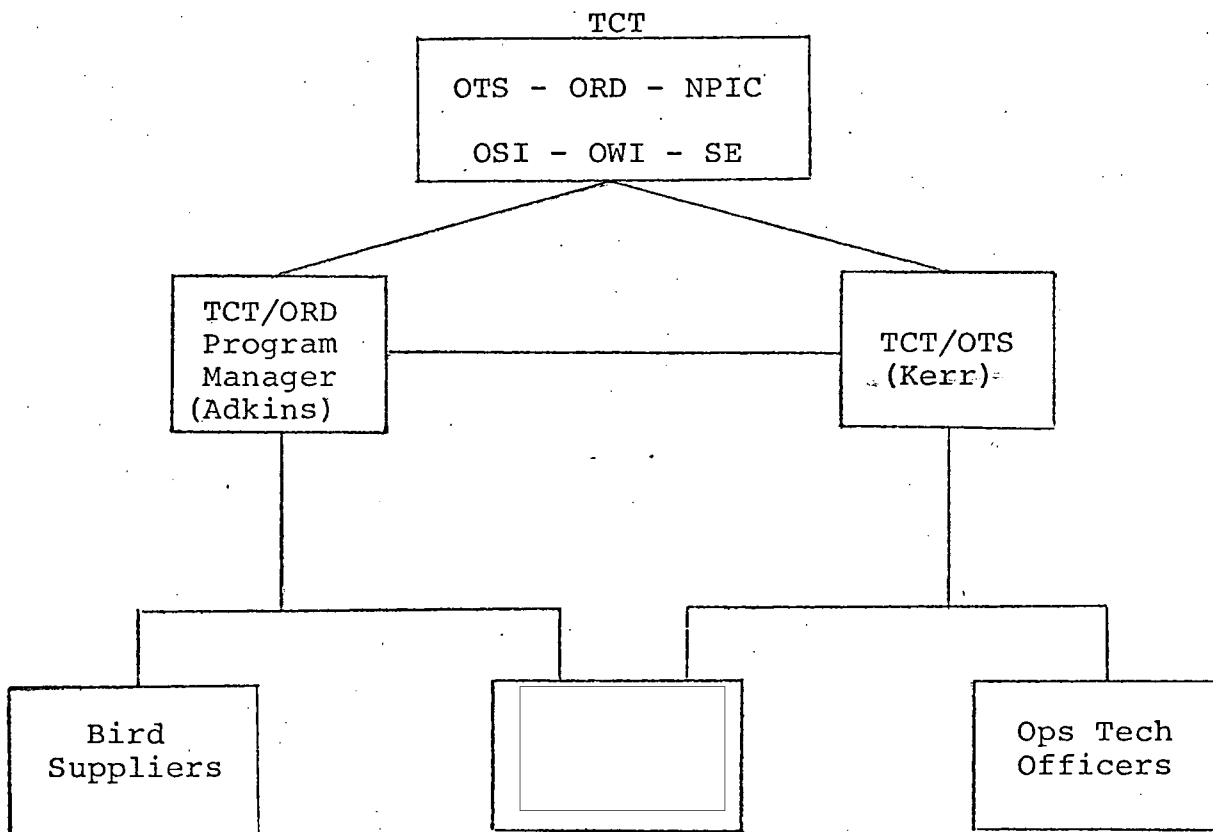 TCT
OTS - ORD - NPIC
OSI - OWI - SE
TCT/ORD
Program
Manager
(Adkins)
TCT/OTS
(Kerr)
Bird
Suppliers
Ops Tech
Officers